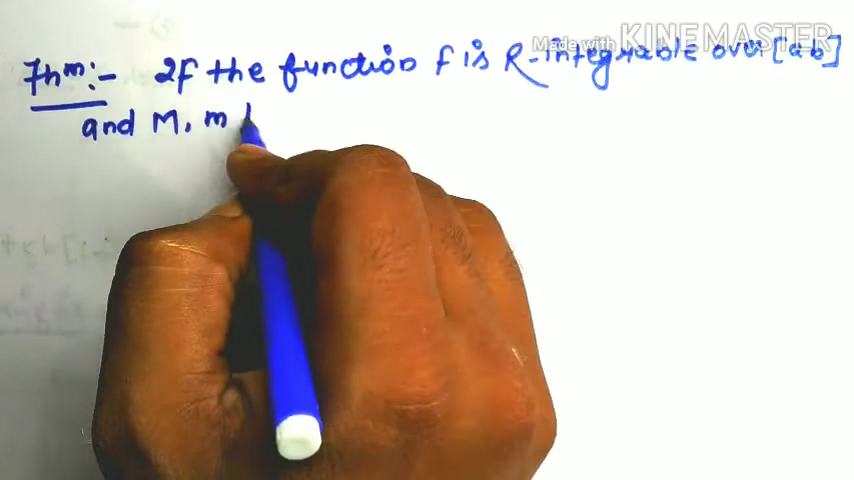 Made with KINEMASTER
Thm:- If the function f is R-integrable over [a b]
and M, m